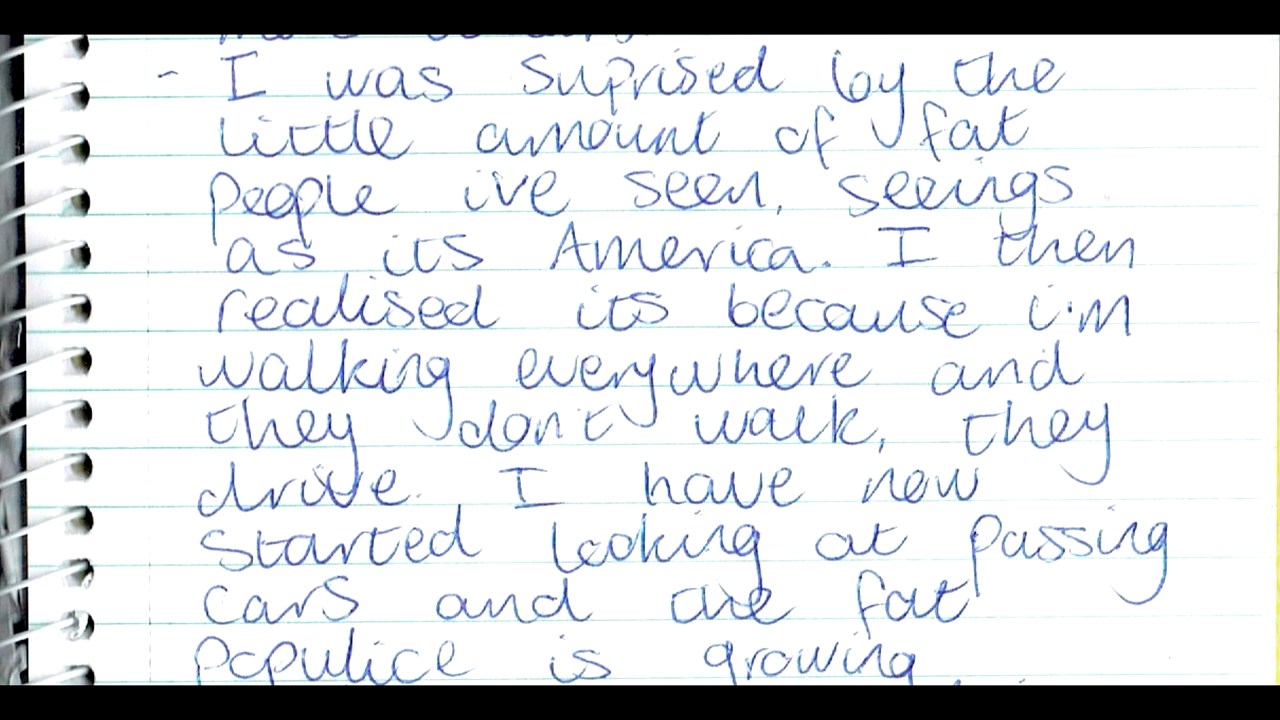 - I was suprised by the
little amount of fat
people ive seen, seeings
as its America. I then
realised its because i'm
walking everywhere and
they don't walk, they
drive. I have now
started looking at passing
cars and the fat
populice is growing